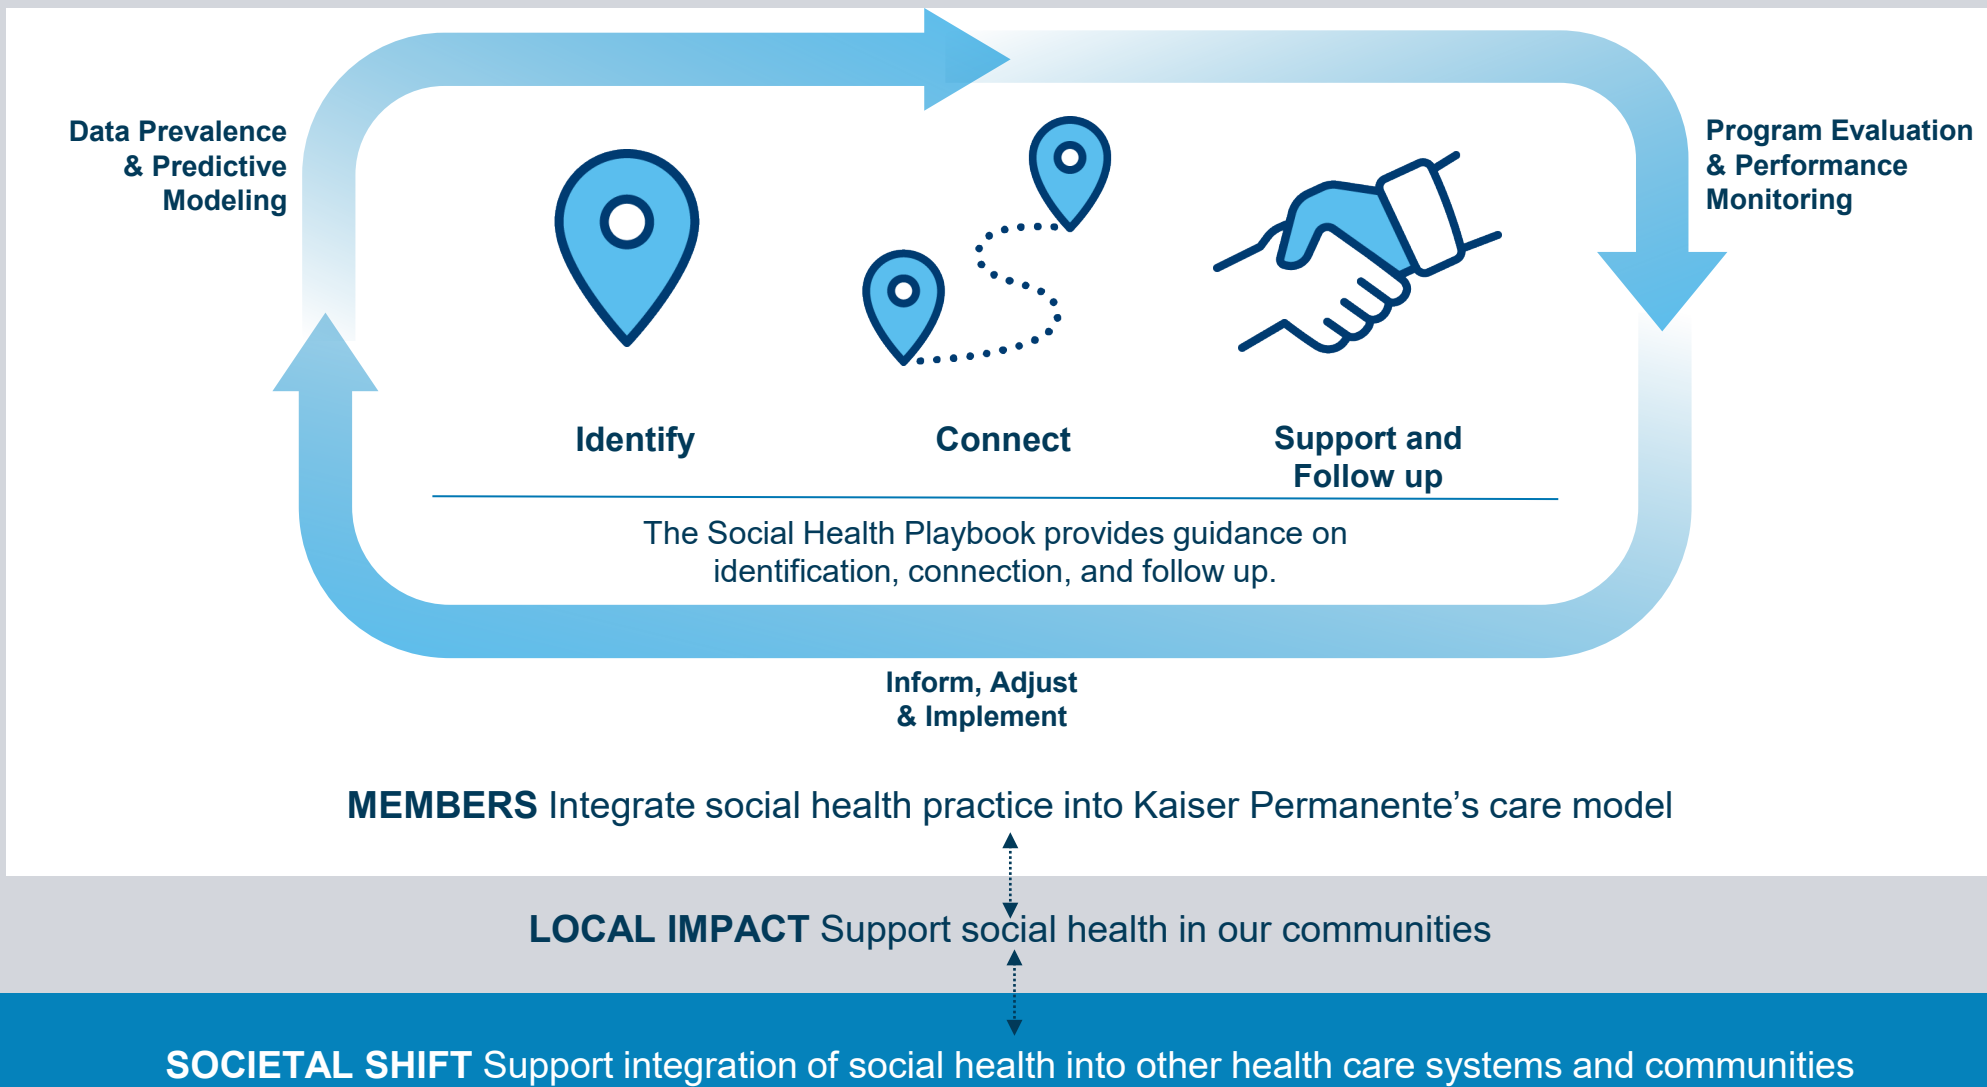 Data Prevalence
& Predictive
Modeling
Program Evaluation
& Performance
Monitoring
Identify
Connect
Support and
Follow up
The Social Health Playbook provides guidance on
identification, connection, and follow up.
Inform, Adjust
& Implement
MEMBERS Integrate social health practice into Kaiser Permanente’s care model
LOCAL IMPACT Support social health in our communities
SOCIETAL SHIFT Support integration of social health into other health care systems and communities